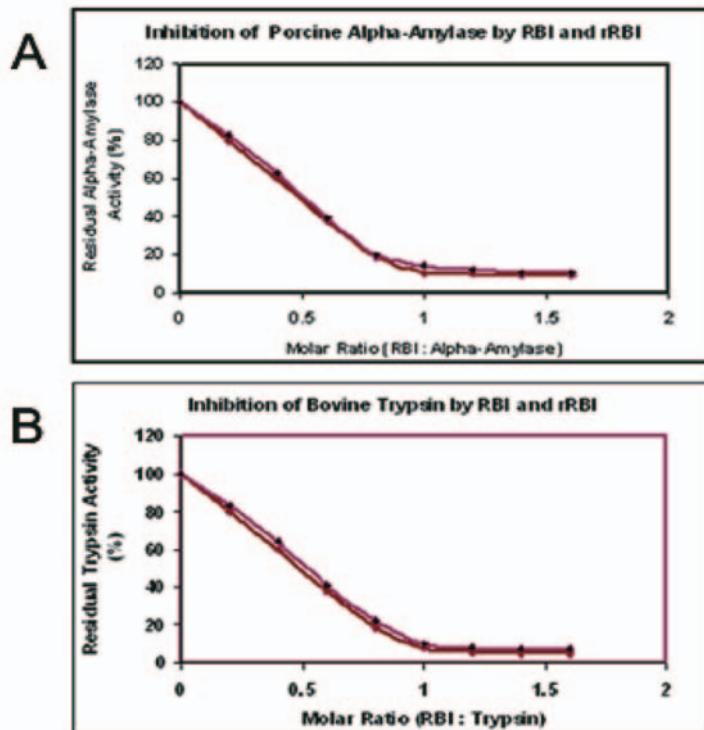 A
Inhibition of Porcine Alpha-Amylase by RBI and rRBI
Residual Alpha-Amylase
Activity (%)
120
100
80
60
40
20
0
0 0.5 1 1.5 2
Molar Ratio (RBI : Alpha-Amylase)
B
Inhibition of Bovine Trypsin by RBI and rRBI
Residual Trypsin Activity
(%)
120
100
80
60
40
20
0
0 0.5 1 1.5 2
Molar Ratio (RBI : Trypsin)